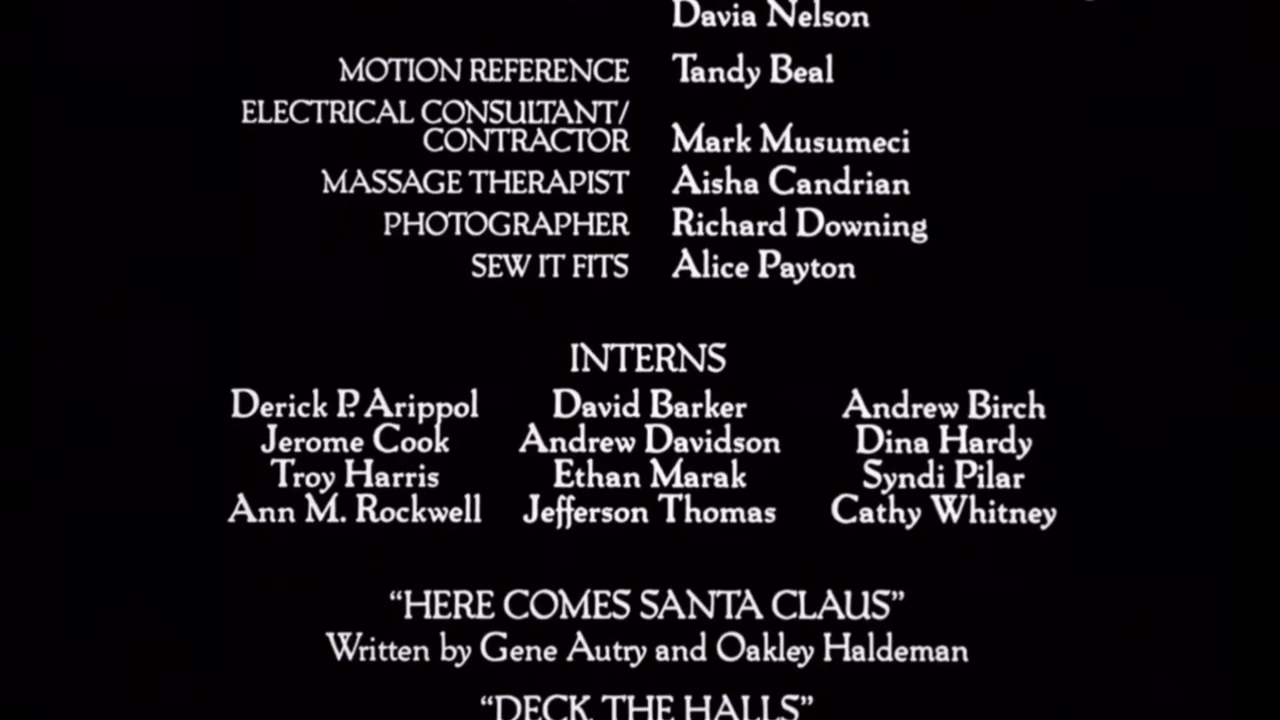 Davia Nelson
MOTION REFERENCE Tandy Beal
ELECTRICAL CONSULTANT/
CONTRACTOR Mark Musumeci
MASSAGE THERAPIST Aisha Candrian
PHOTOGRAPHER Richard Downing
SEW IT FITS Alice Payton
INTERNS
Derick P. Arippol David Barker Andrew Birch
Jerome Cook Andrew Davidson Dina Hardy
Troy Harris Ethan Marak Syndi Pilar
Ann M. Rockwell Jefferson Thomas Cathy Whitney
“HERE COMES SANTA CLAUS”
Written by Gene Autry and Oakley Haldeman
“DECK THE HALLS”